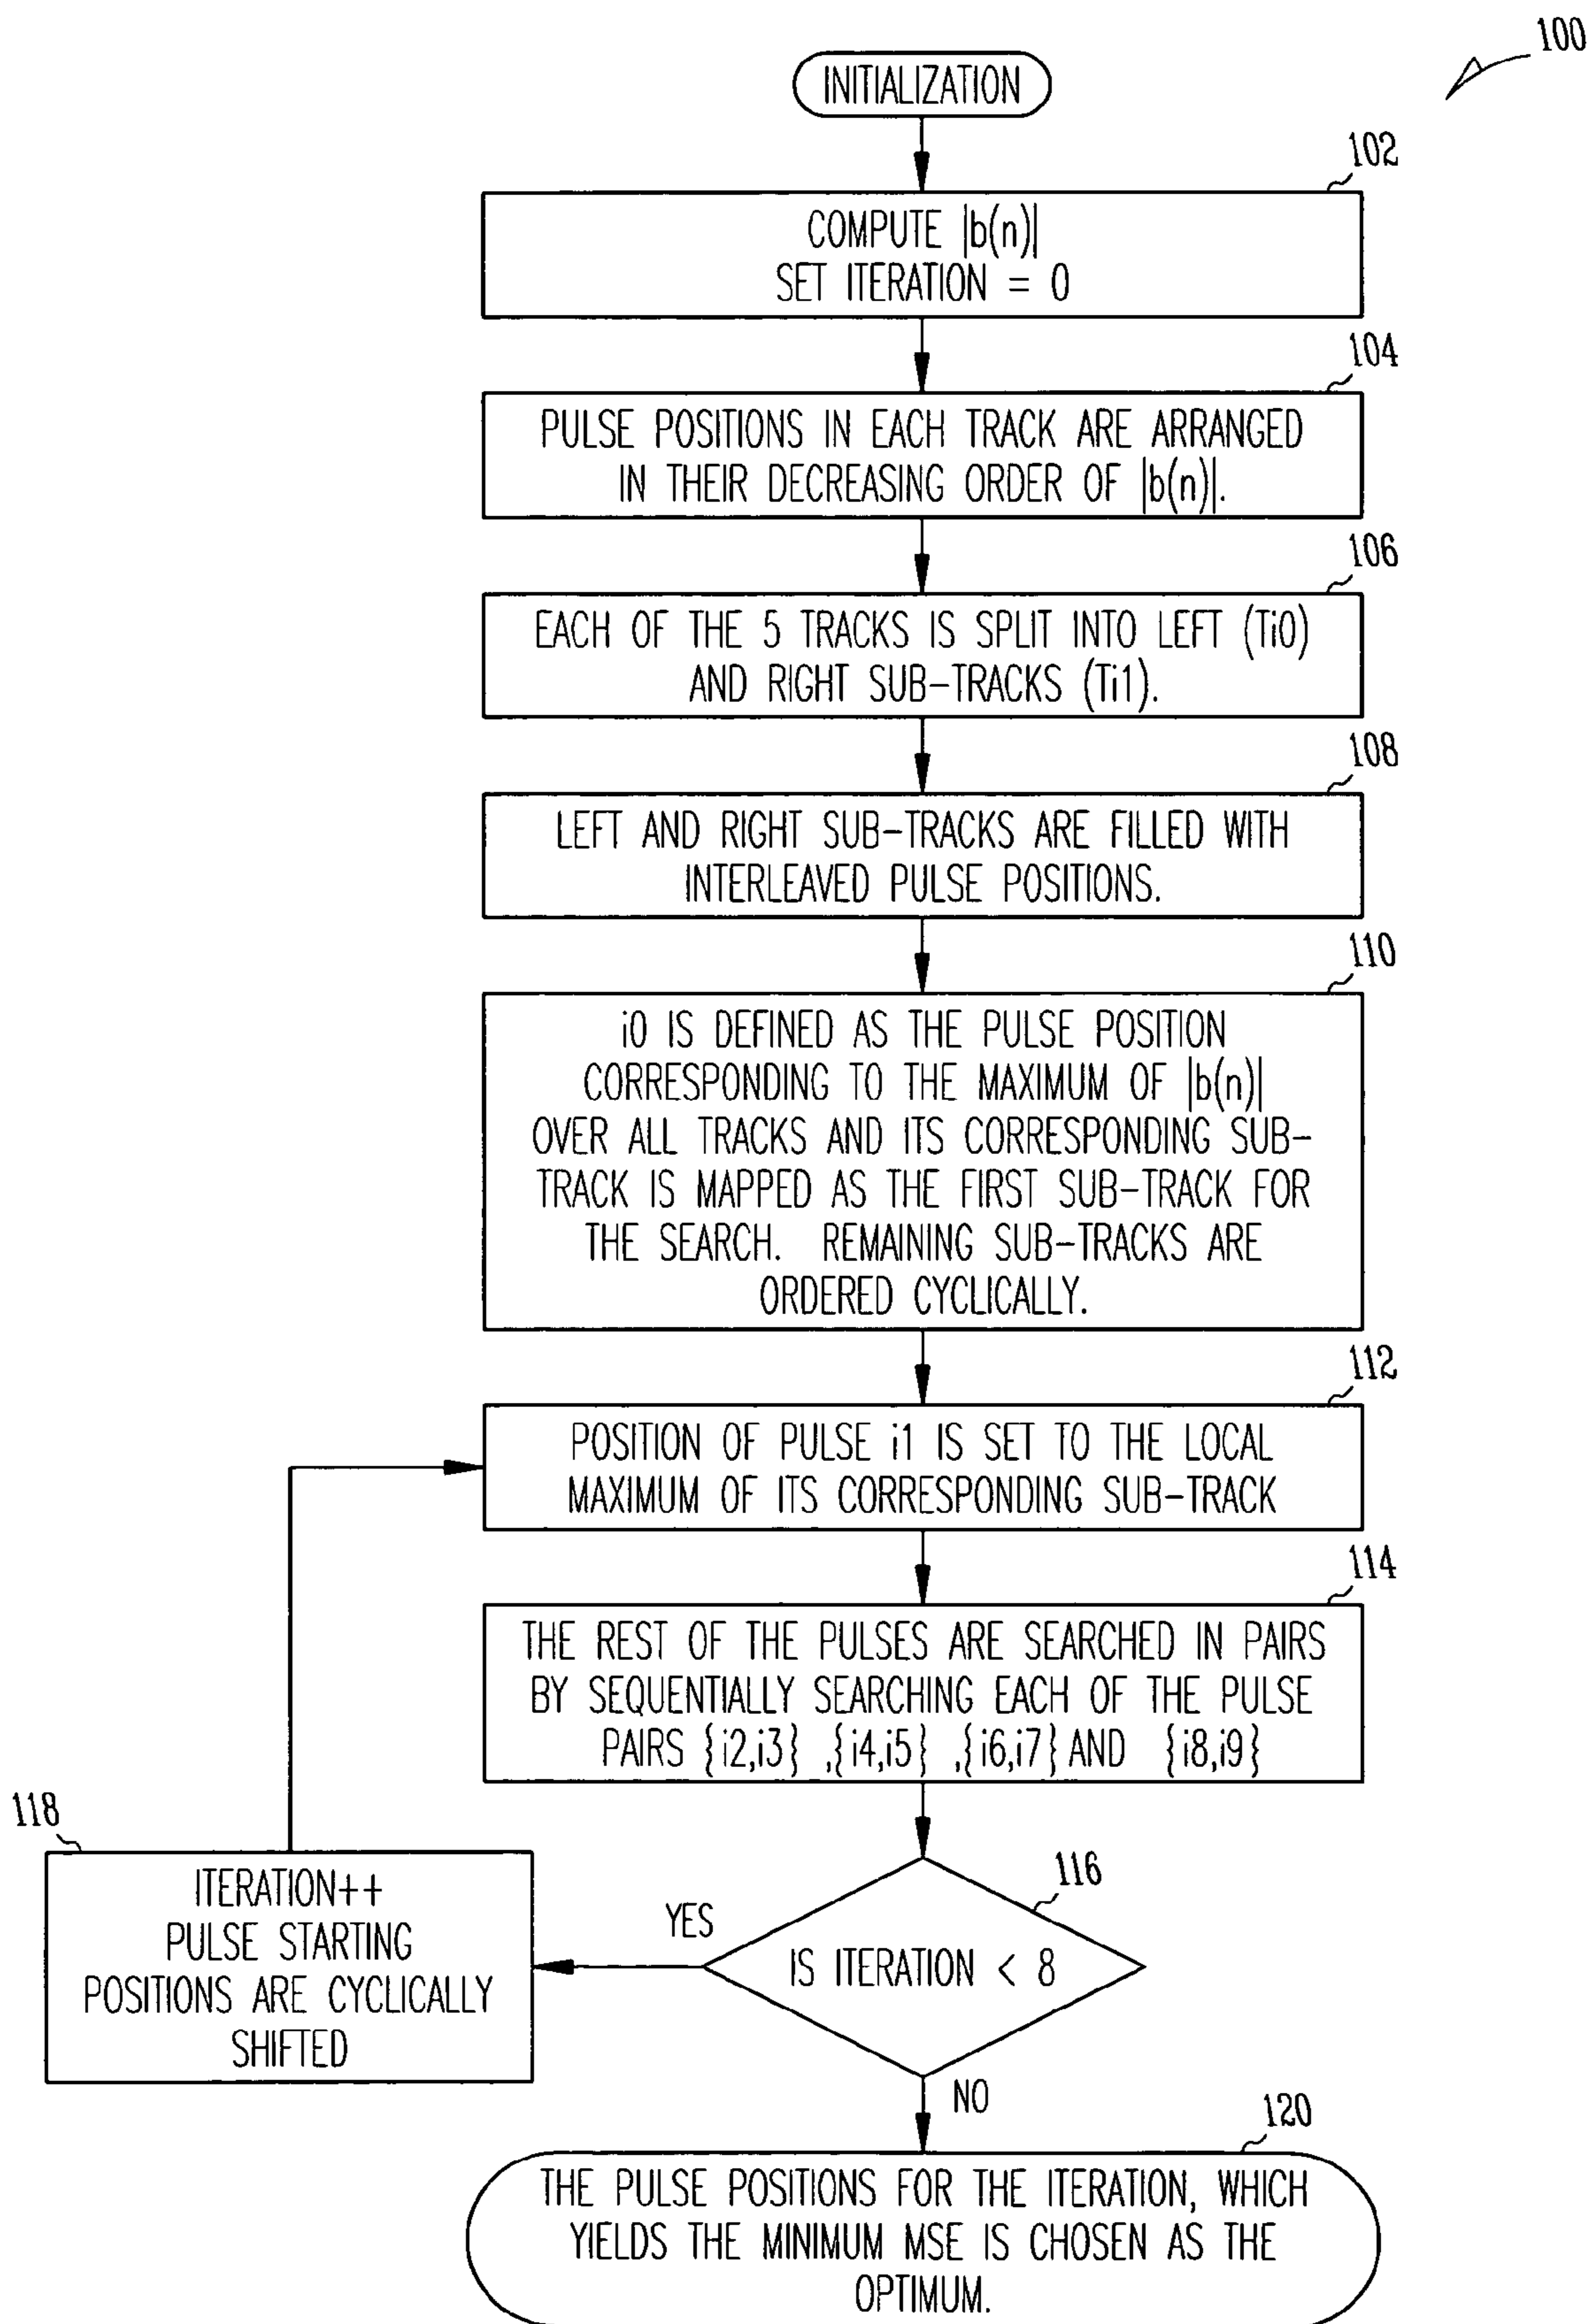 100
INITIALIZATION
102
COMPUTE |b(n)|
SET ITERATION = 0
104
PULSE POSITIONS IN EACH TRACK ARE ARRANGED
IN THEIR DECREASING ORDER OF |b(n)|.
106
EACH OF THE 5 TRACKS IS SPLIT INTO LEFT (Ti0)
AND RIGHT SUB-TRACKS (Ti1).
108
LEFT AND RIGHT SUB-TRACKS ARE FILLED WITH
INTERLEAVED PULSE POSITIONS.
110
i0 IS DEFINED AS THE PULSE POSITION
CORRESPONDING TO THE MAXIMUM OF |b(n)|
OVER ALL TRACKS AND ITS CORRESPONDING SUB-
TRACK IS MAPPED AS THE FIRST SUB-TRACK FOR
THE SEARCH. REMAINING SUB-TRACKS ARE
ORDERED CYCLICALLY.
112
POSITION OF PULSE i1 IS SET TO THE LOCAL
MAXIMUM OF ITS CORRESPONDING SUB-TRACK
114
THE REST OF THE PULSES ARE SEARCHED IN PAIRS
BY SEQUENTIALLY SEARCHING EACH OF THE PULSE
PAIRS {i2,i3} ,{i4,i5} ,{i6,i7} AND {i8,i9}
118
ITERATION++
PULSE STARTING
POSITIONS ARE CYCLICALLY
SHIFTED
YES
116
IS ITERATION < 8
NO
120
THE PULSE POSITIONS FOR THE ITERATION, WHICH
YIELDS THE MINIMUM MSE IS CHOSEN AS THE
OPTIMUM.